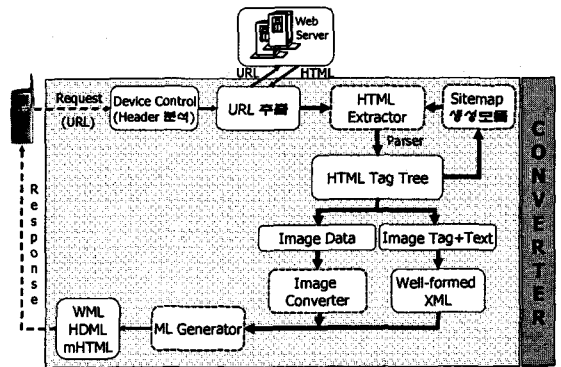 Web
Server
URL
HTML
Request
(URL)
Device Control
(Header 분석)
URL 추출
HTML
Extractor
Sitemap
생성모듈
Parser
HTML Tag Tree
Image Data
Image Tag+Text
Image
Converter
Well-formed
XML
ML Generator
WML
HDML
mHTML
Response
CONVERTER